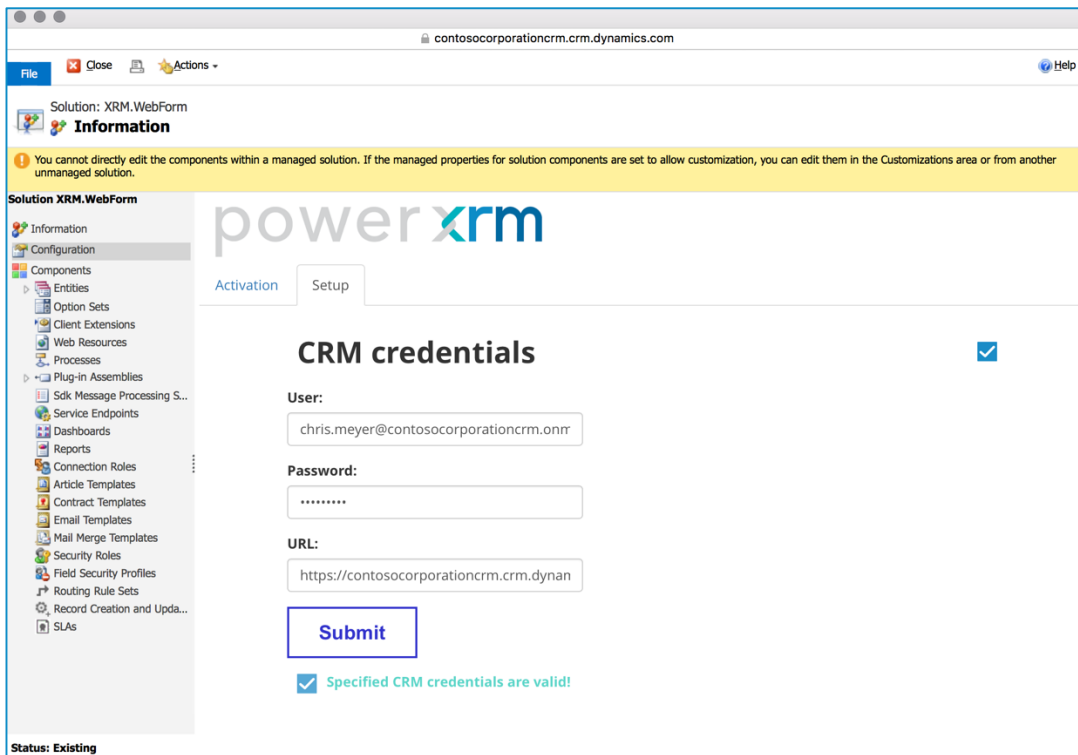 contosocorporationcrm.crm.dynamics.com
File Close Actions Help
Solution: XRM.WebForm
Information
You cannot directly edit the components within a managed solution. If the managed properties for solution components are set to allow customization, you can edit them in the Customizations area or from another
unmanaged solution.
Solution XRM.WebForm
Information
Configuration
Components
Entities
Option Sets
Client Extensions
Web Resources
Processes
Plug-in Assemblies
Sdk Message Processing S...
Service Endpoints
Dashboards
Reports
Connection Roles
Article Templates
Contract Templates
Email Templates
Mail Merge Templates
Security Roles
Field Security Profiles
Routing Rule Sets
Record Creation and Upda...
SLAs
power xrm
Activation Setup
CRM credentials
User:
chris.meyer@contosocorporationcrm.onm
Password:
•••••••••
URL:
https://contosocorporationcrm.crm.dynan
Submit
Specified CRM credentials are valid!
Status: Existing